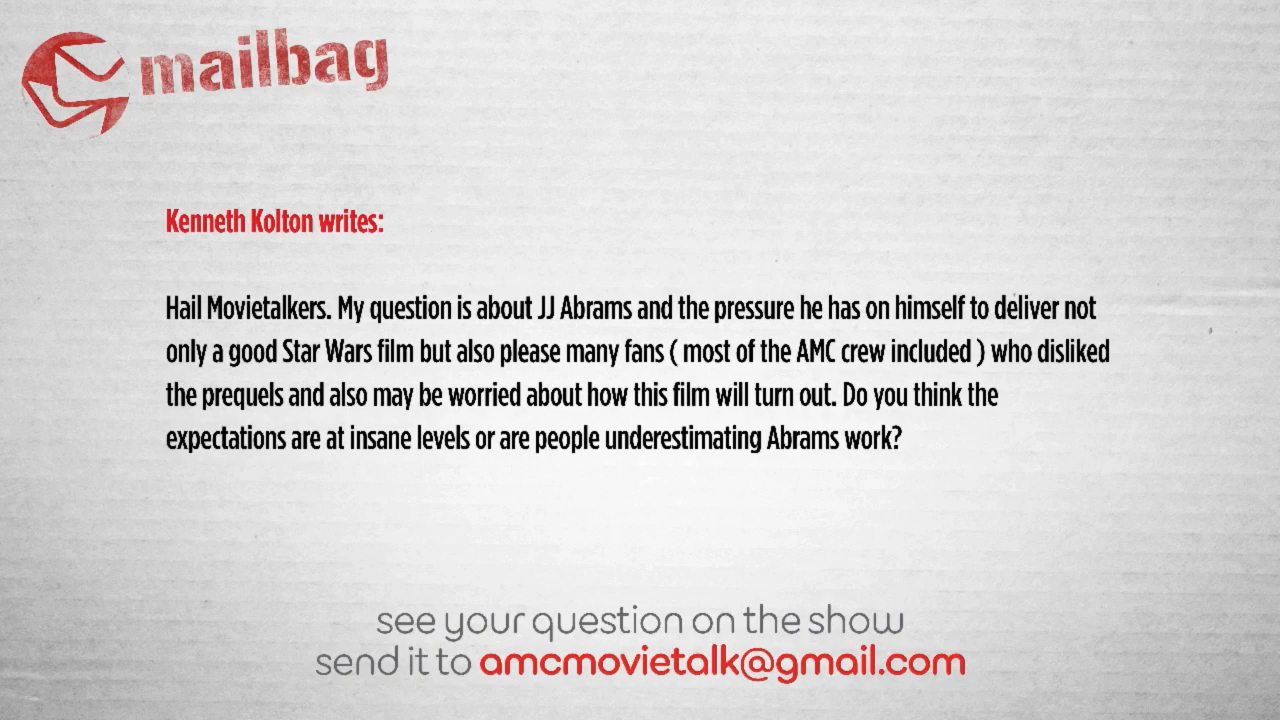 mailbag
Kenneth Kolton writes:
Hail Movietalkers. My question is about JJ Abrams and the pressure he has on himself to deliver not
only a good Star Wars film but also please many fans ( most of the AMC crew included ) who disliked
the prequels and also may be worried about how this film will turn out. Do you think the
expectations are at insane levels or are people underestimating Abrams work?
see your question on the show
send it to amcmovietalk@gmail.com